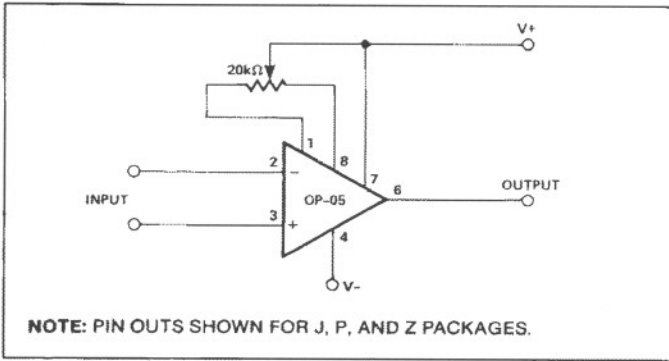 V+
20kΩ
1
8
7
2
−
6
OUTPUT
INPUT
OP-05
3
+
4
V-
NOTE: PIN OUTS SHOWN FOR J, P, AND Z PACKAGES.